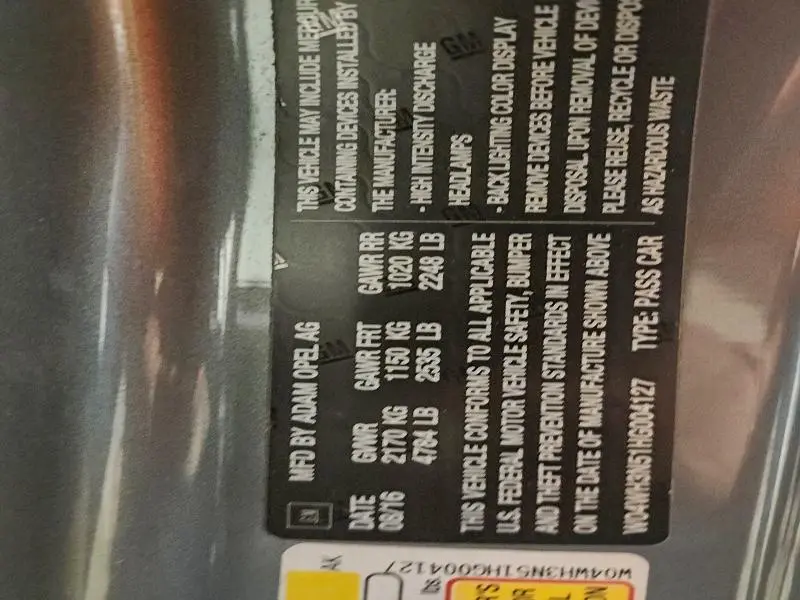 GM
MFD BY ADAM OPEL AG
DATE GVWR GAWR FRT GAWR RR
08/16 2170 KG 1150 KG 1020 KG
4784 LB 2535 LB 2248 LB
THIS VEHICLE CONFORMS TO ALL APPLICABLE
U.S. FEDERAL MOTOR VEHICLE SAFETY, BUMPER
AND THEFT PREVENTION STANDARDS IN EFFECT
ON THE DATE OF MANUFACTURE SHOWN ABOVE
W04WH3N51HG004127 TYPE: PASS CAR
THIS VEHICLE MAY INCLUDE
CONTAINING DEVICES INSTALLED BY
THE MANUFACTURER:
- HIGH INTENSITY DISCHARGE
HEADLAMPS
- BACK LIGHTING COLOR DISPLAY
REMOVE DEVICES BEFORE VEHICLE
DISPOSAL UPON REMOVAL OF
PLEASE REUSE, RECYCLE OR
AS HAZARDOUS WASTE
AK
W04WH3N51HG004127